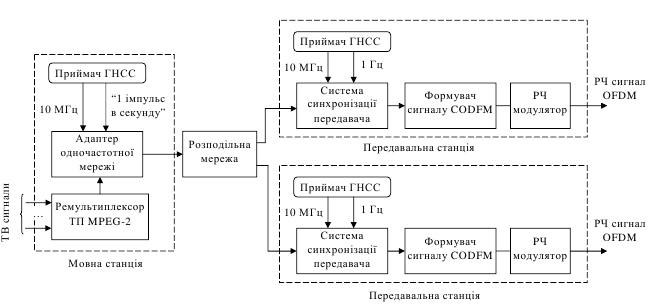 Приймач ГНСС
10 МГц
1 Гц
Система
синхронізації
передавача
Формувач
сигналу CODFM
РЧ
модулятор
РЧ сигнал
OFDM
Передавальна станція
Приймач ГНСС
10 МГц
“1 імпульс
в секунду”
Адаптер
одночастотної
мережі
Розподільна
мережа
ТВ сигнали
...
Ремультиплексор
ТП MPEG-2
Мовна станція
Приймач ГНСС
10 МГц
1 Гц
Система
синхронізації
передавача
Формувач
сигналу CODFM
РЧ
модулятор
РЧ сигнал
OFDM
Передавальна станція